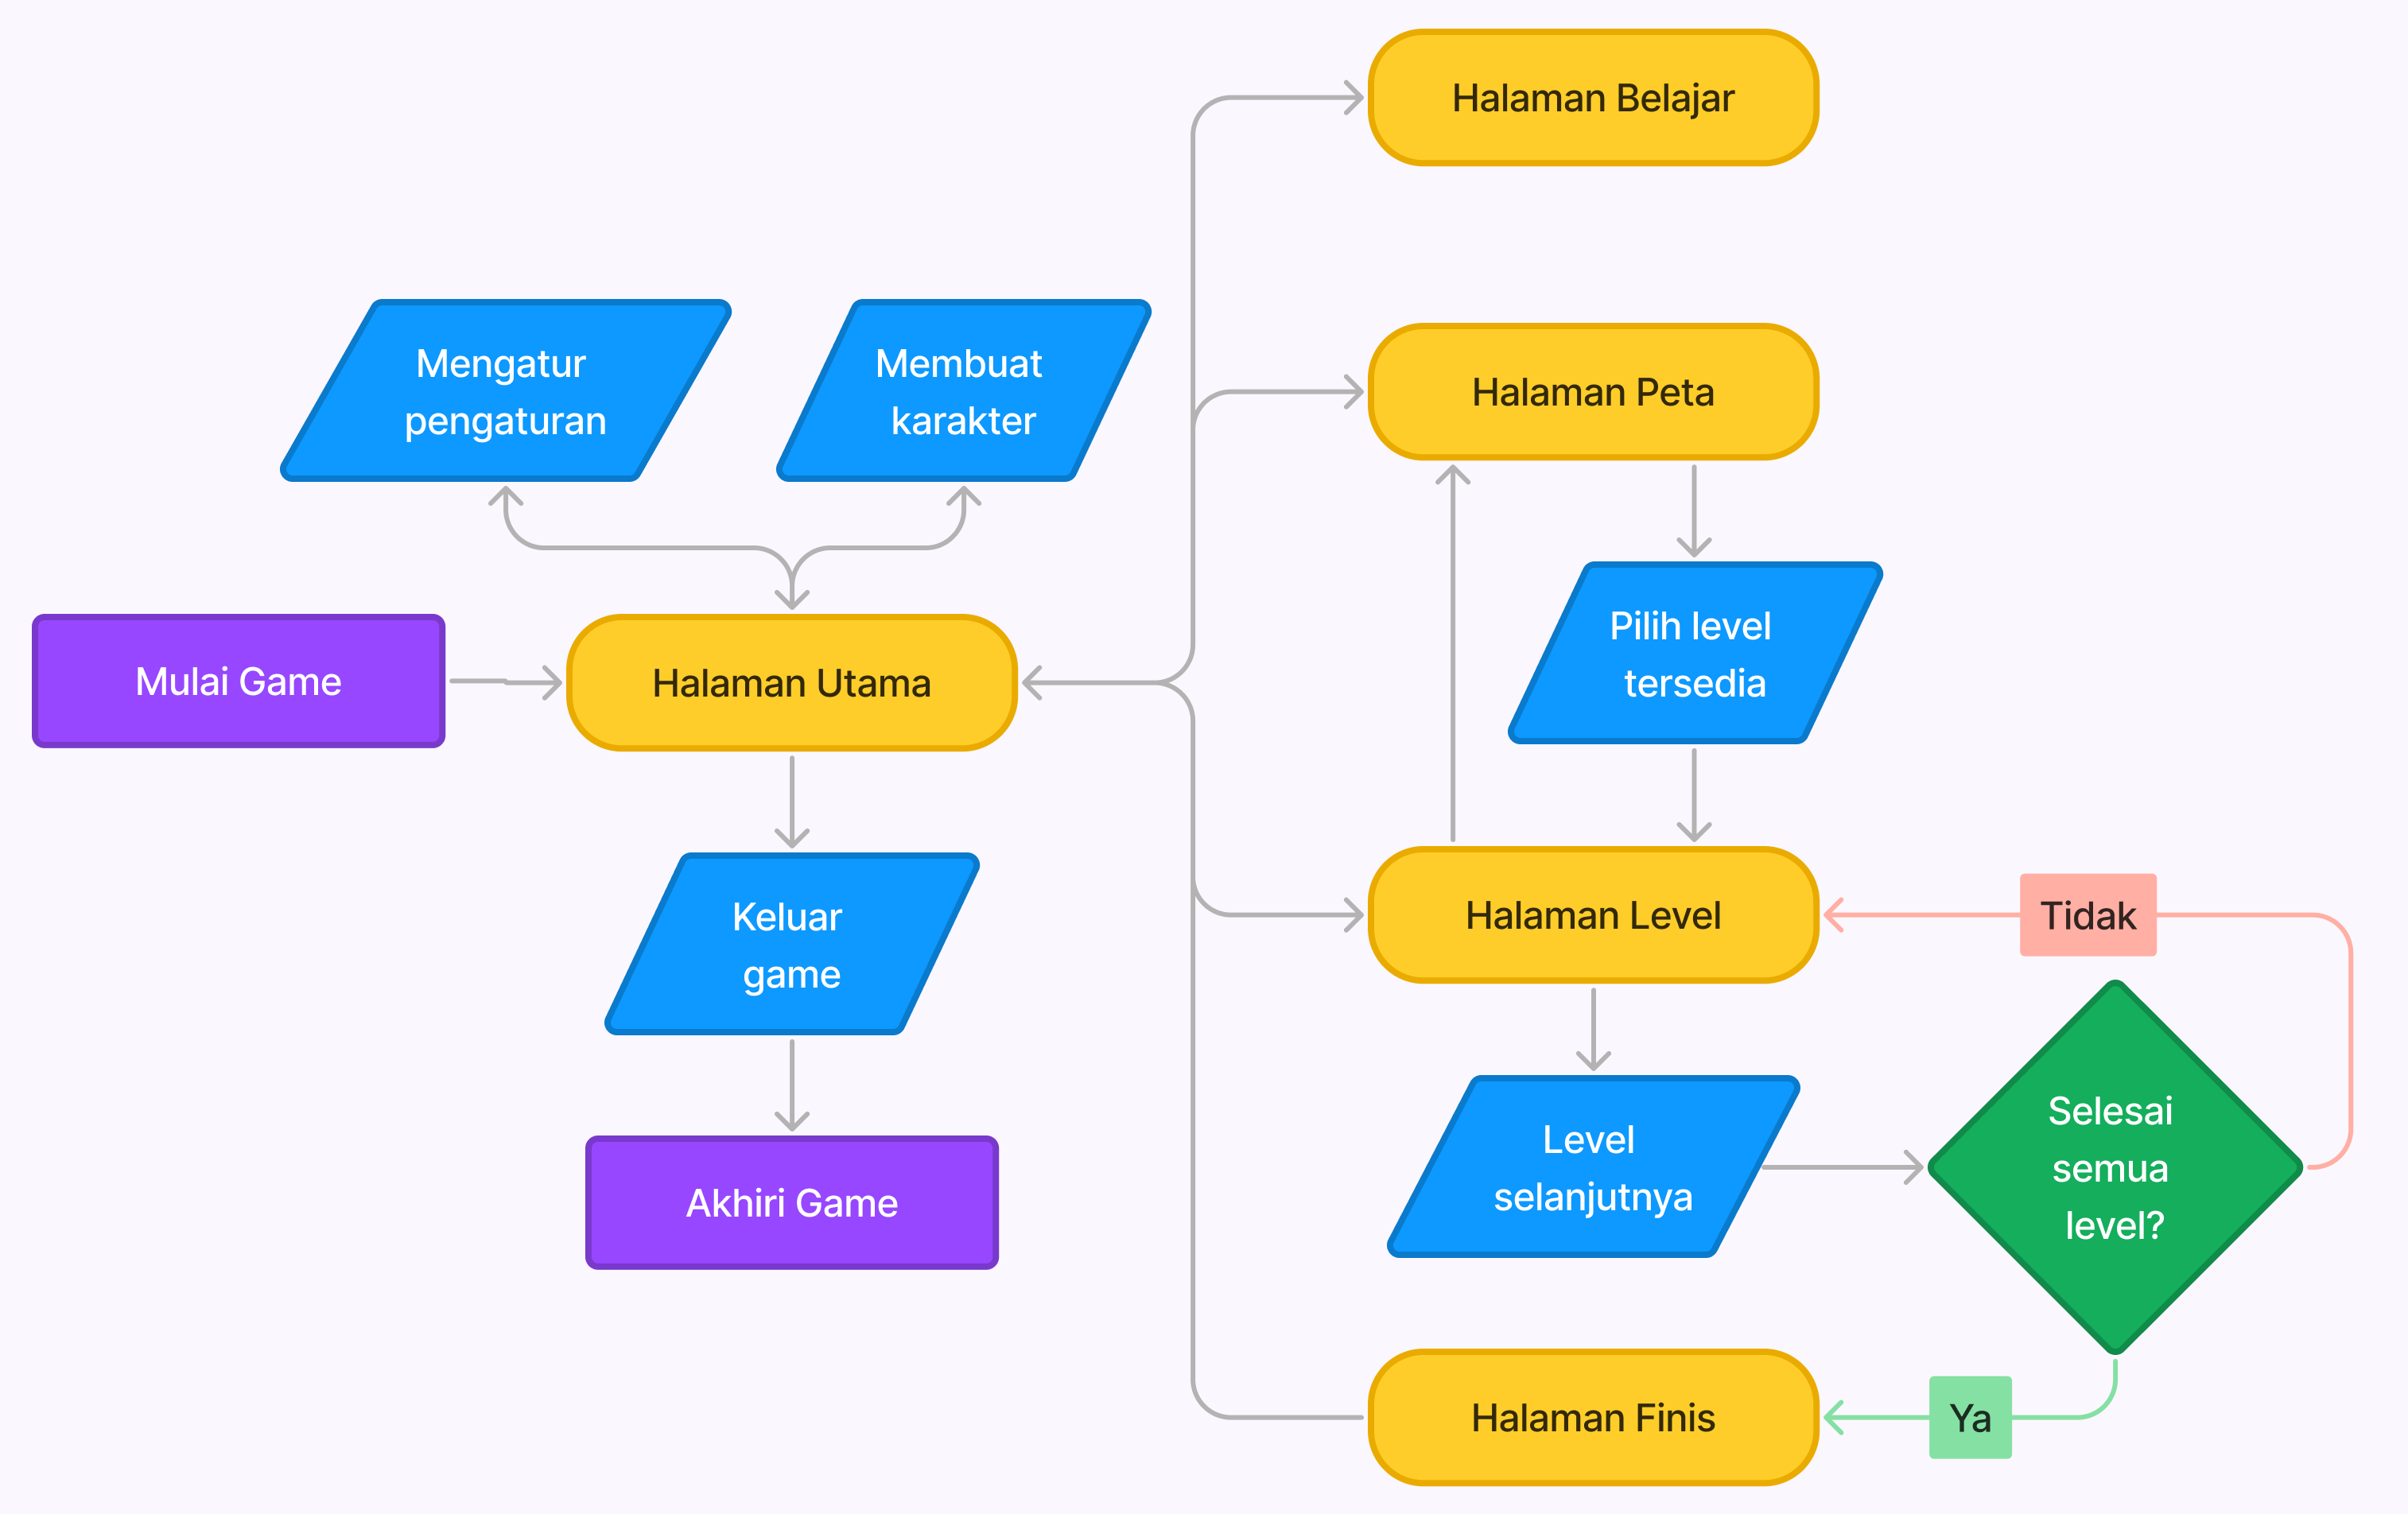 Halaman Belajar
Mengatur
pengaturan
Membuat
karakter
Halaman Peta
Mulai Game
Halaman Utama
Pilih level
tersedia
Keluar
game
Halaman Level
Tidak
Akhiri Game
Level
selanjutnya
Selesai
semua
level?
Halaman Finis
Ya